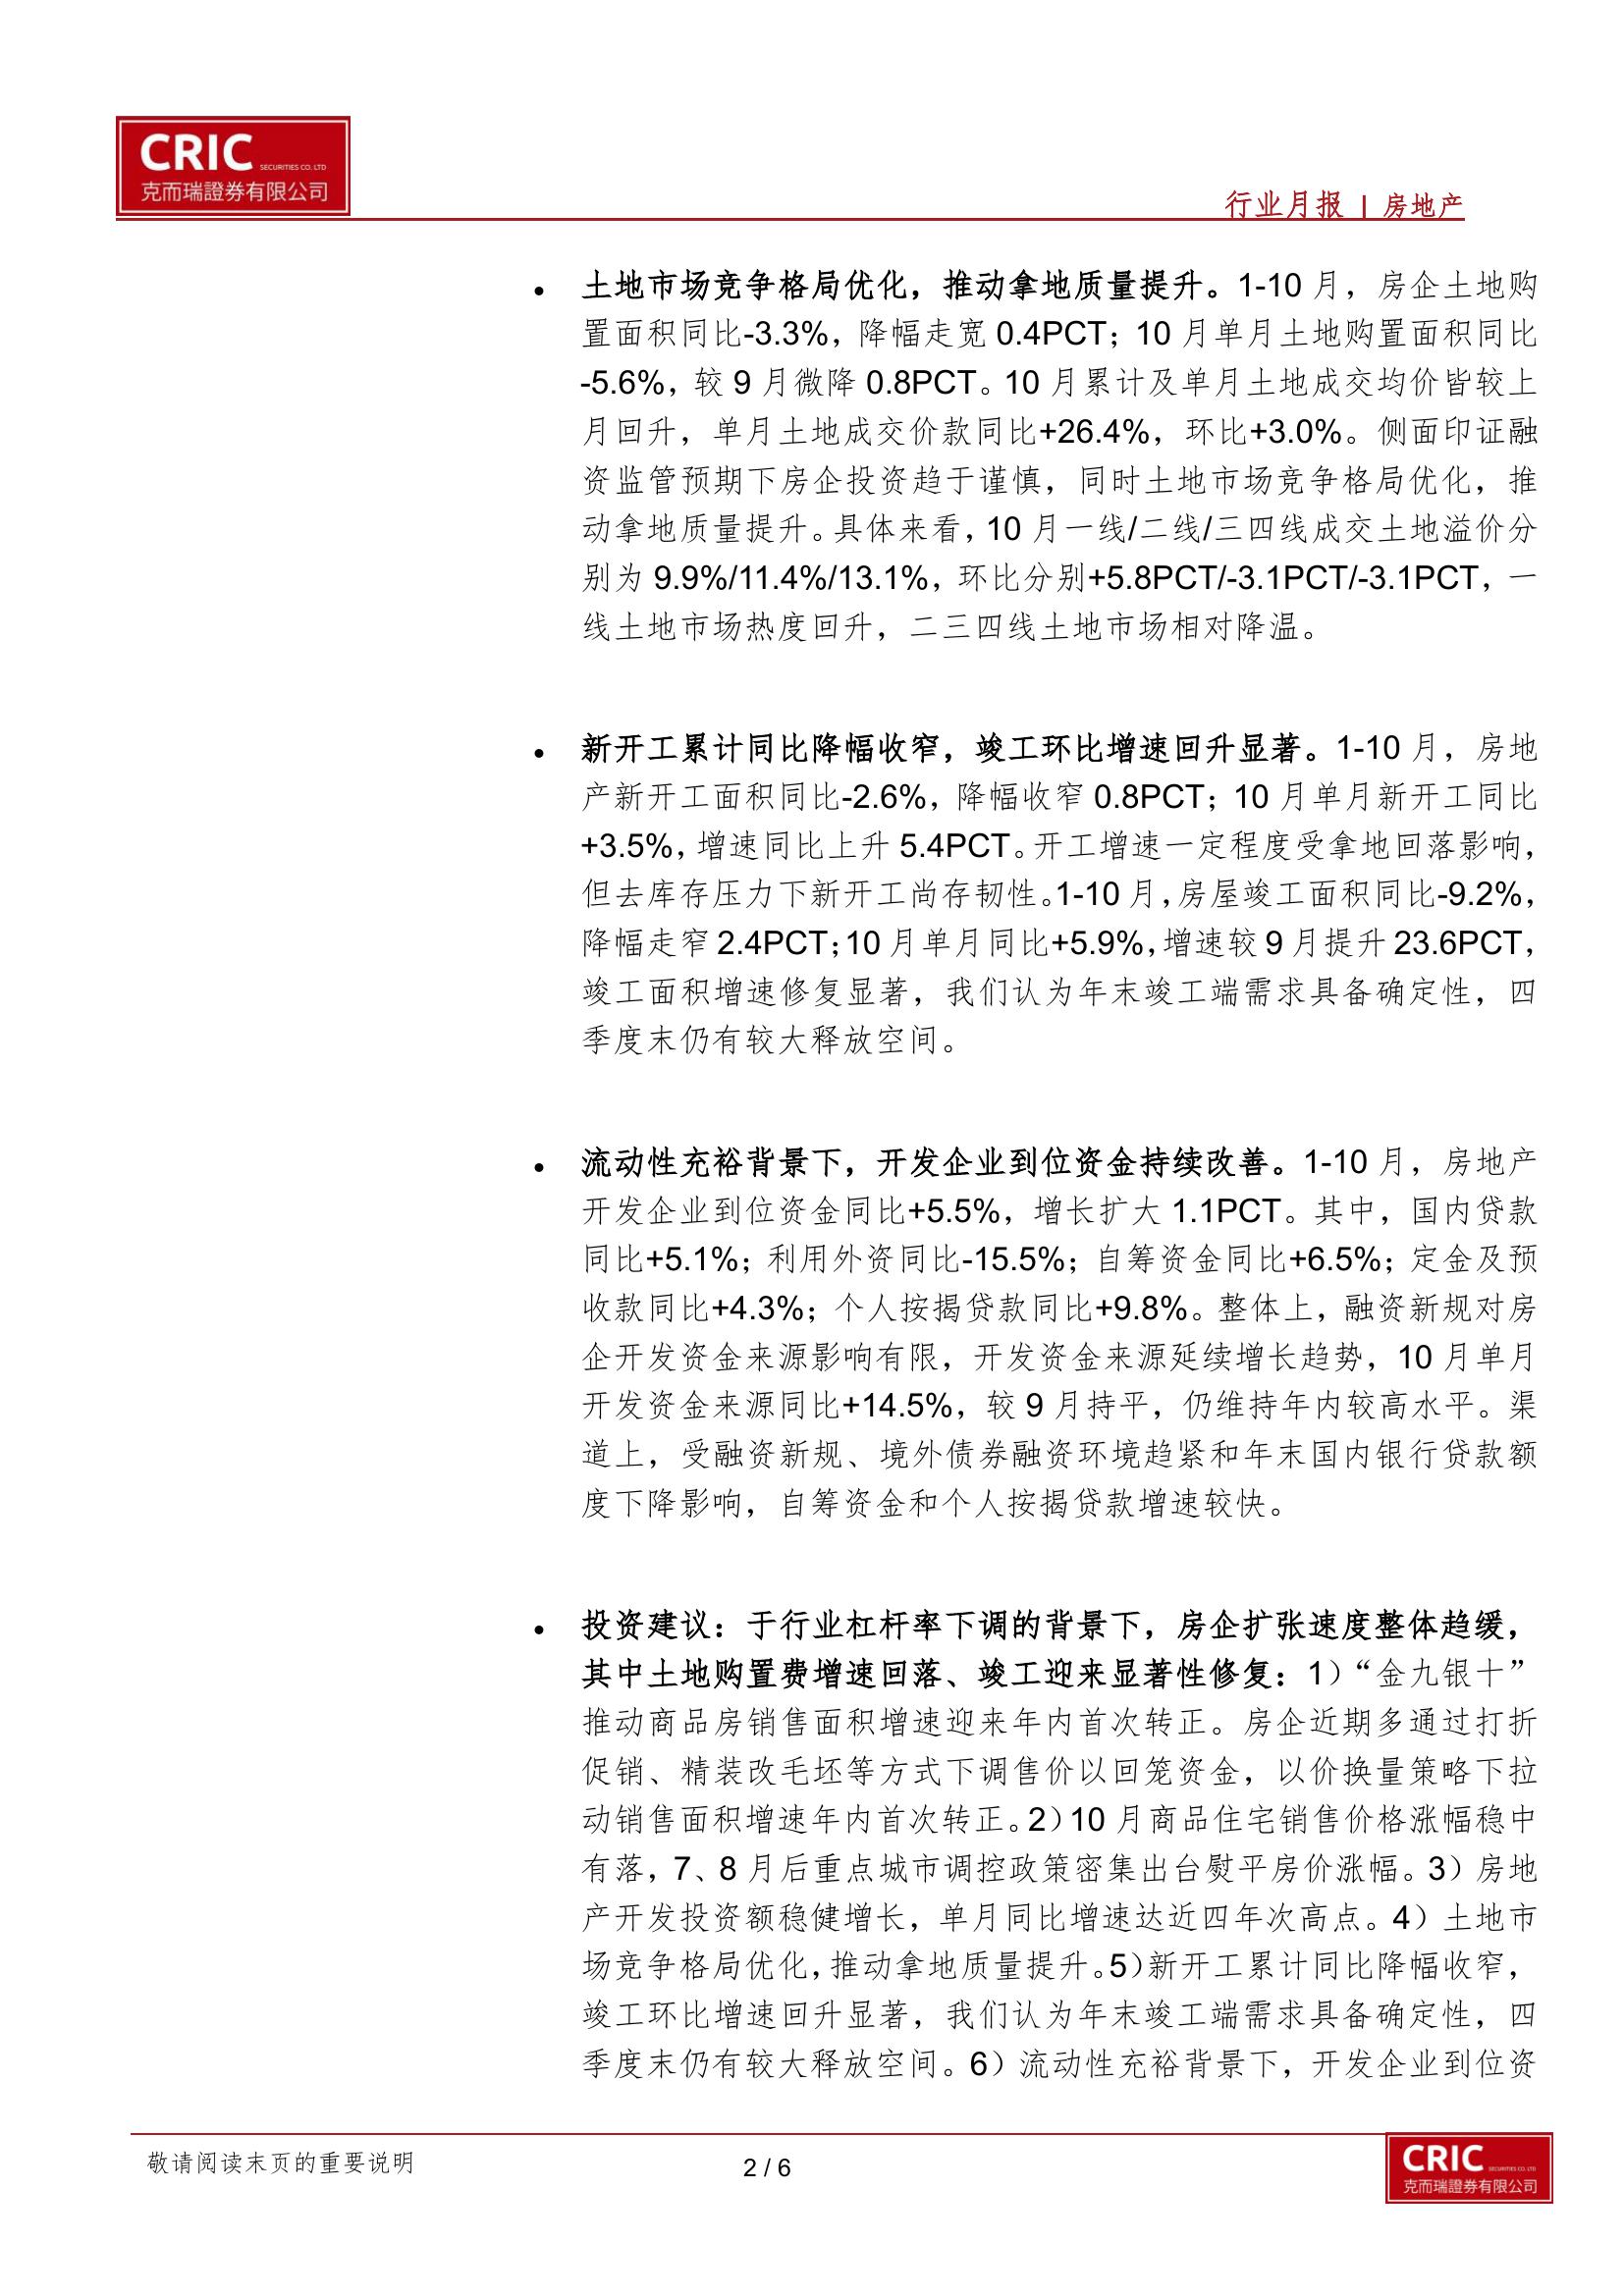 CRIC SECURITIES CO. LTD
克而瑞證券有限公司
行业月报 | 房地产
• 土地市场竞争格局优化，推动拿地质量提升。1-10 月，房企土地购
置面积同比-3.3%，降幅走宽 0.4PCT；10 月单月土地购置面积同比
-5.6%，较 9 月微降 0.8PCT。10 月累计及单月土地成交均价皆较上
月回升，单月土地成交价款同比+26.4%，环比+3.0%。侧面印证融
资监管预期下房企投资趋于谨慎，同时土地市场竞争格局优化，推
动拿地质量提升。具体来看，10 月一线/二线/三四线成交土地溢价分
别为 9.9%/11.4%/13.1%，环比分别+5.8PCT/-3.1PCT/-3.1PCT，一
线土地市场热度回升，二三四线土地市场相对降温。
• 新开工累计同比降幅收窄，竣工环比增速回升显著。1-10 月，房地
产新开工面积同比-2.6%，降幅收窄 0.8PCT；10 月单月新开工同比
+3.5%，增速同比上升 5.4PCT。开工增速一定程度受拿地回落影响，
但去库存压力下新开工尚存韧性。1-10 月，房屋竣工面积同比-9.2%，
降幅走窄 2.4PCT；10 月单月同比+5.9%，增速较 9 月提升 23.6PCT，
竣工面积增速修复显著，我们认为年末竣工端需求具备确定性，四
季度末仍有较大释放空间。
• 流动性充裕背景下，开发企业到位资金持续改善。1-10 月，房地产
开发企业到位资金同比+5.5%，增长扩大 1.1PCT。其中，国内贷款
同比+5.1%；利用外资同比-15.5%；自筹资金同比+6.5%；定金及预
收款同比+4.3%；个人按揭贷款同比+9.8%。整体上，融资新规对房
企开发资金来源影响有限，开发资金来源延续增长趋势，10 月单月
开发资金来源同比+14.5%，较 9 月持平，仍维持年内较高水平。渠
道上，受融资新规、境外债券融资环境趋紧和年末国内银行贷款额
度下降影响，自筹资金和个人按揭贷款增速较快。
• 投资建议：于行业杠杆率下调的背景下，房企扩张速度整体趋缓，
其中土地购置费增速回落、竣工迎来显著性修复：1）“金九银十”
推动商品房销售面积增速迎来年内首次转正。房企近期多通过打折
促销、精装改毛坯等方式下调售价以回笼资金，以价换量策略下拉
动销售面积增速年内首次转正。2）10 月商品住宅销售价格涨幅稳中
有落，7、8 月后重点城市调控政策密集出台熨平房价涨幅。3）房地
产开发投资额稳健增长，单月同比增速达近四年次高点。4）土地市
场竞争格局优化，推动拿地质量提升。5）新开工累计同比降幅收窄，
竣工环比增速回升显著，我们认为年末竣工端需求具备确定性，四
季度末仍有较大释放空间。6）流动性充裕背景下，开发企业到位资
敬请阅读末页的重要说明
2 / 6
CRIC SECURITIES CO. LTD
克而瑞證券有限公司